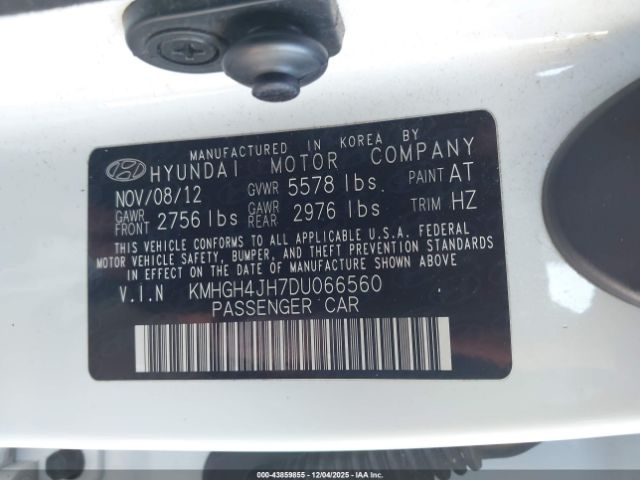 MANUFACTURED IN KOREA BY
HYUNDAI MOTOR COMPANY
NOV/08/12 GVWR 5578 lbs. PAINT AT
GAWR FRONT 2756 lbs GAWR REAR 2976 lbs TRIM HZ
THIS VEHICLE CONFORMS TO ALL APPLICABLE U.S.A. FEDERAL
MOTOR VEHICLE SAFETY, BUMPER, AND THEFT PREVENTION STANDARDS
IN EFFECT ON THE DATE OF MANUFACTURE SHOWN ABOVE.
V.I.N KMHGH4JH7DU066560
PASSENGER CAR
© IAA 43859855 | 12/04/2025 | © IAA, LLC